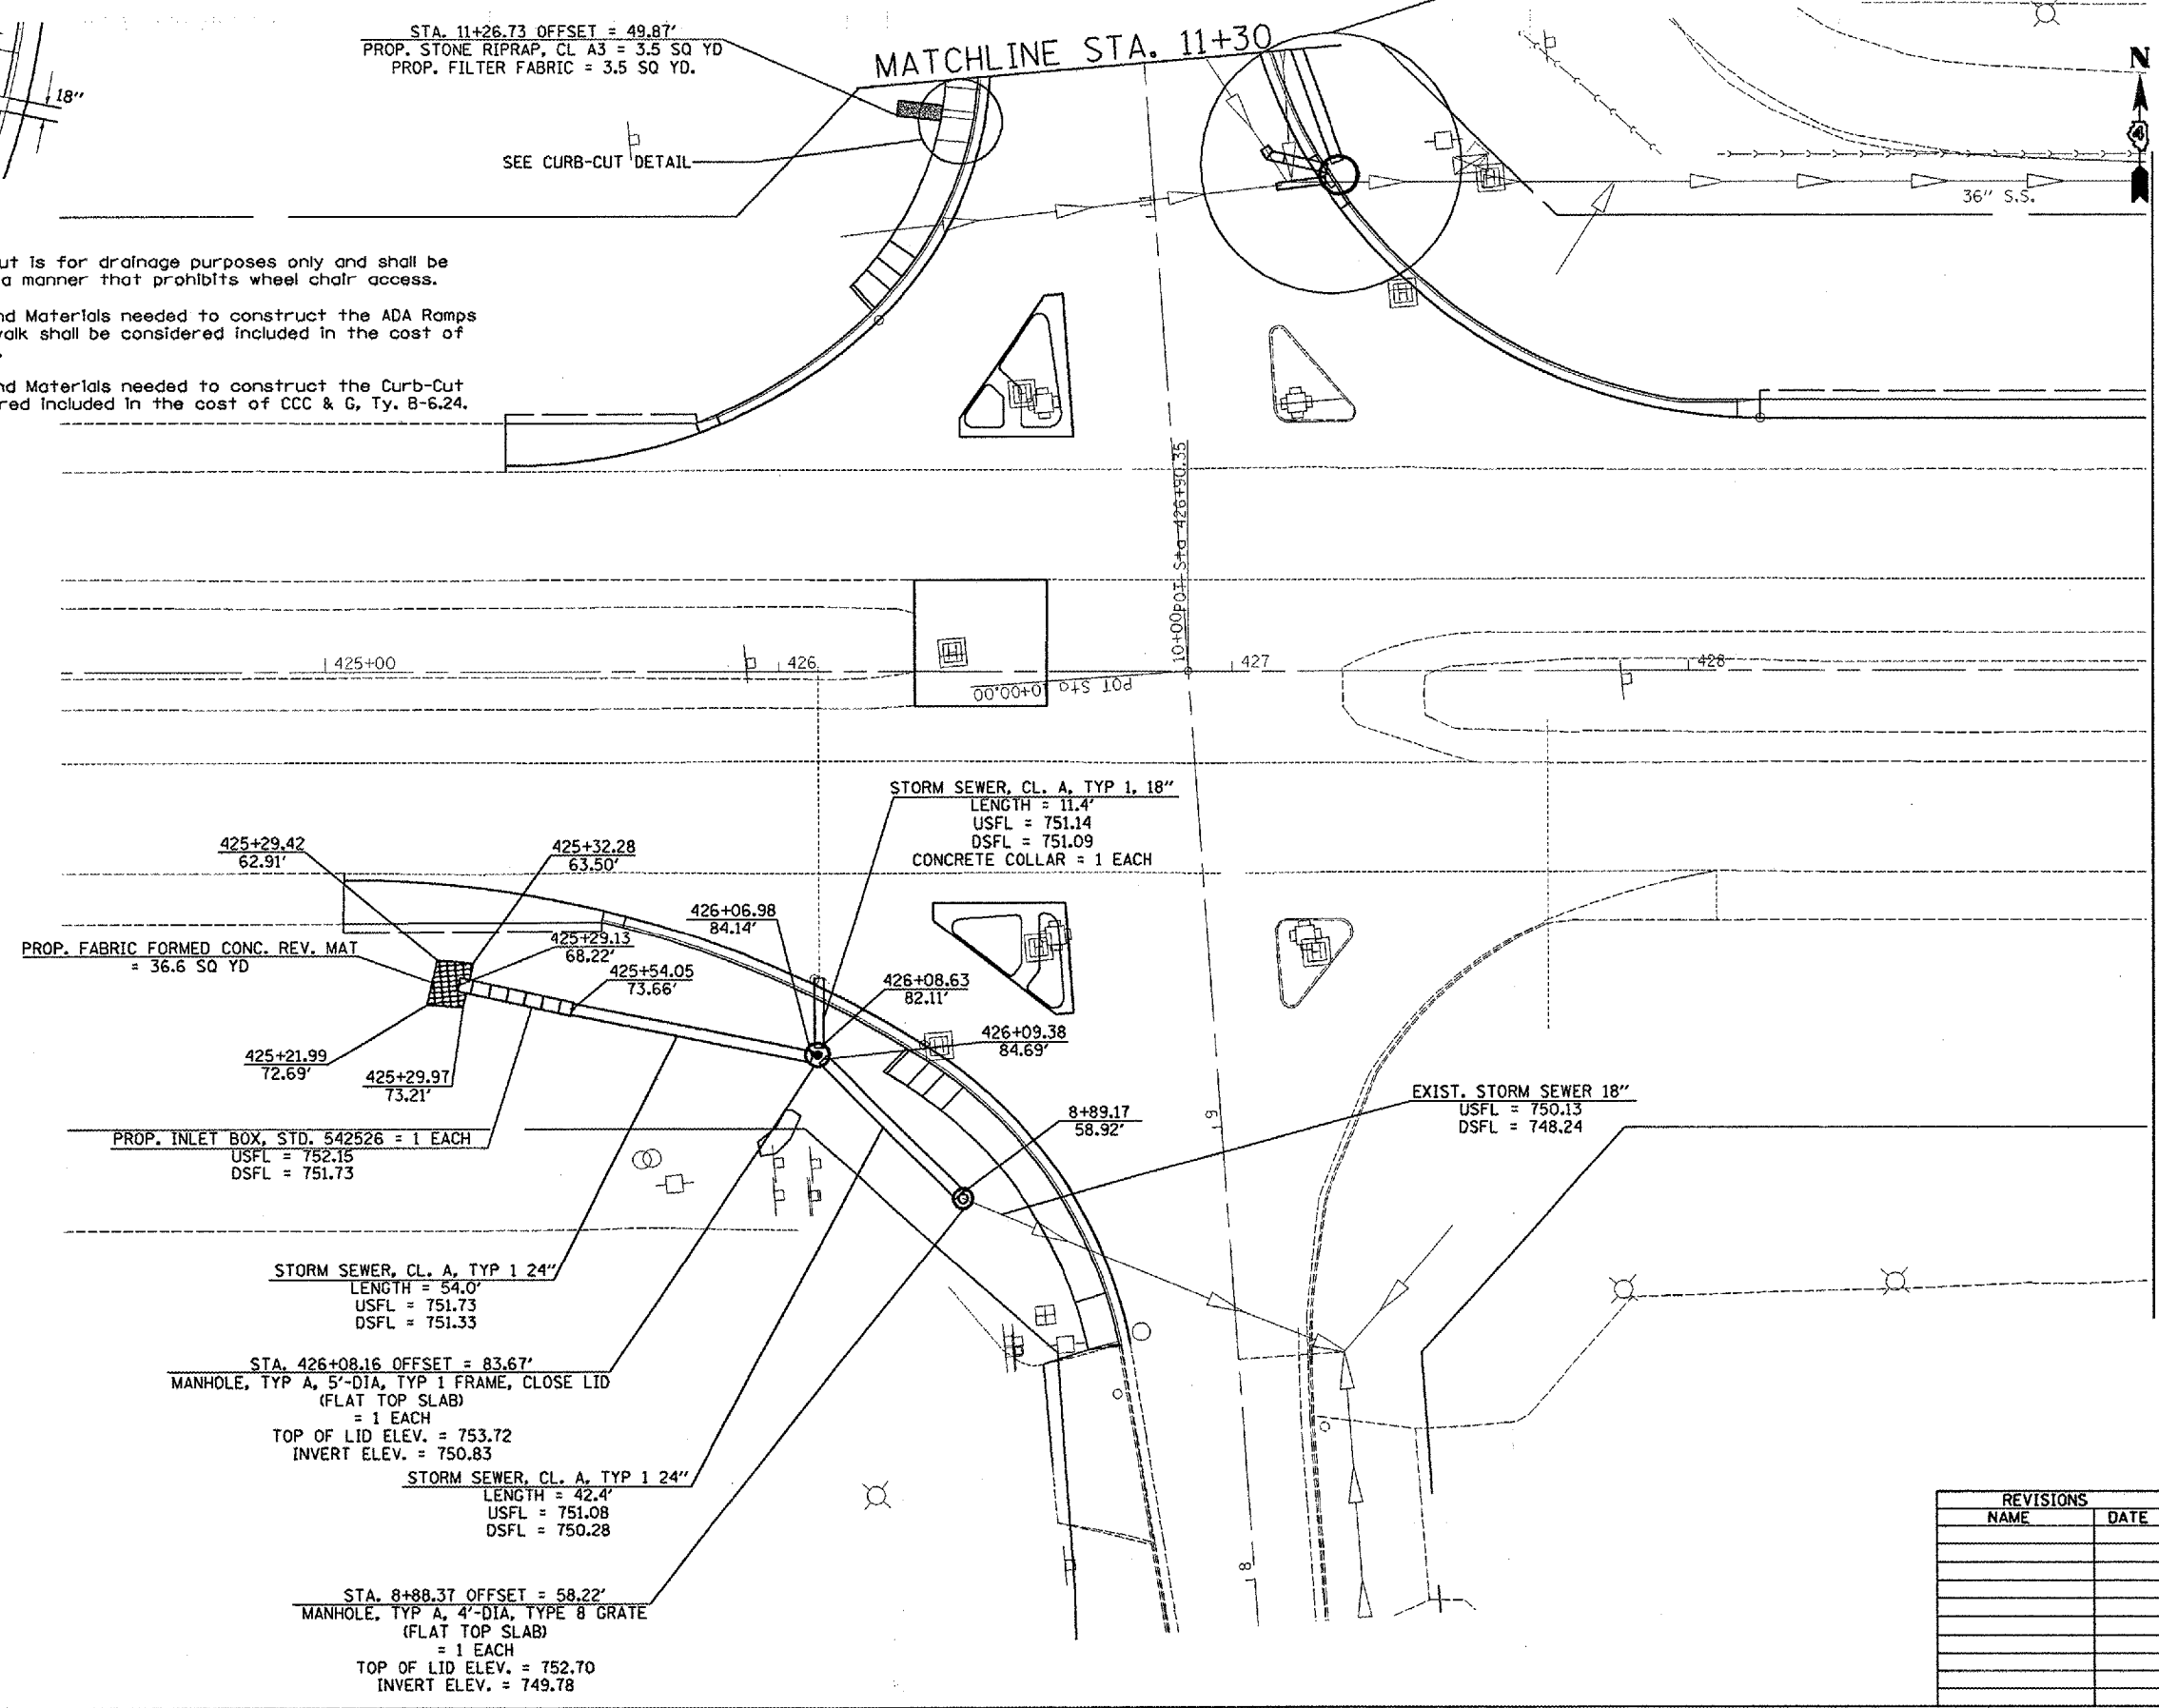 STA. 11+26.73 OFFSET = 49.87'
PROP. STONE RIPRAP, CL A3 = 3.5 SQ YD
PROP. FILTER FABRIC = 3.5 SQ YD.
MATCHLINE STA. 11+30
N
4
18"
SEE CURB-CUT DETAIL
11
36" S.S.
ut is for drainage purposes only and shall be
a manner that prohibits wheel chair access.
nd Materials needed to construct the ADA Ramps
valk shall be considered included in the cost of
nd Materials needed to construct the Curb-Cut
red included in the cost of CCC & G, Ty. B-6.24.
10+00 POT Sta 426+90.35
425+00
426
427
428
POT Sta 10+00.00
STORM SEWER, CL. A, TYP 1, 18"
LENGTH = 11.4'
USFL = 751.14
DSFL = 751.09
CONCRETE COLLAR = 1 EACH
425+29.42
62.91'
425+32.28
63.50'
426+06.98
84.14'
PROP. FABRIC FORMED CONC. REV. MAT
= 36.6 SQ YD
425+29.13
68.22'
425+54.05
73.66'
426+08.63
82.11'
426+09.38
84.69'
425+21.99
72.69'
425+29.97
73.21'
EXIST. STORM SEWER 18"
USFL = 750.13
DSFL = 748.24
8+89.17
58.92'
9
PROP. INLET BOX, STD. 542526 = 1 EACH
USFL = 752.15
DSFL = 751.73
STORM SEWER, CL. A, TYP 1 24"
LENGTH = 54.0'
USFL = 751.73
DSFL = 751.33
STA. 426+08.16 OFFSET = 83.67'
MANHOLE, TYP A, 5'-DIA, TYP 1 FRAME, CLOSE LID
(FLAT TOP SLAB)
= 1 EACH
TOP OF LID ELEV. = 753.72
INVERT ELEV. = 750.83
STORM SEWER, CL. A, TYP 1 24"
LENGTH = 42.4'
USFL = 751.08
DSFL = 750.28
8
STA. 8+88.37 OFFSET = 58.22'
MANHOLE, TYP A, 4'-DIA, TYPE 8 GRATE
(FLAT TOP SLAB)
= 1 EACH
TOP OF LID ELEV. = 752.70
INVERT ELEV. = 749.78
REVISIONS
NAME DATE